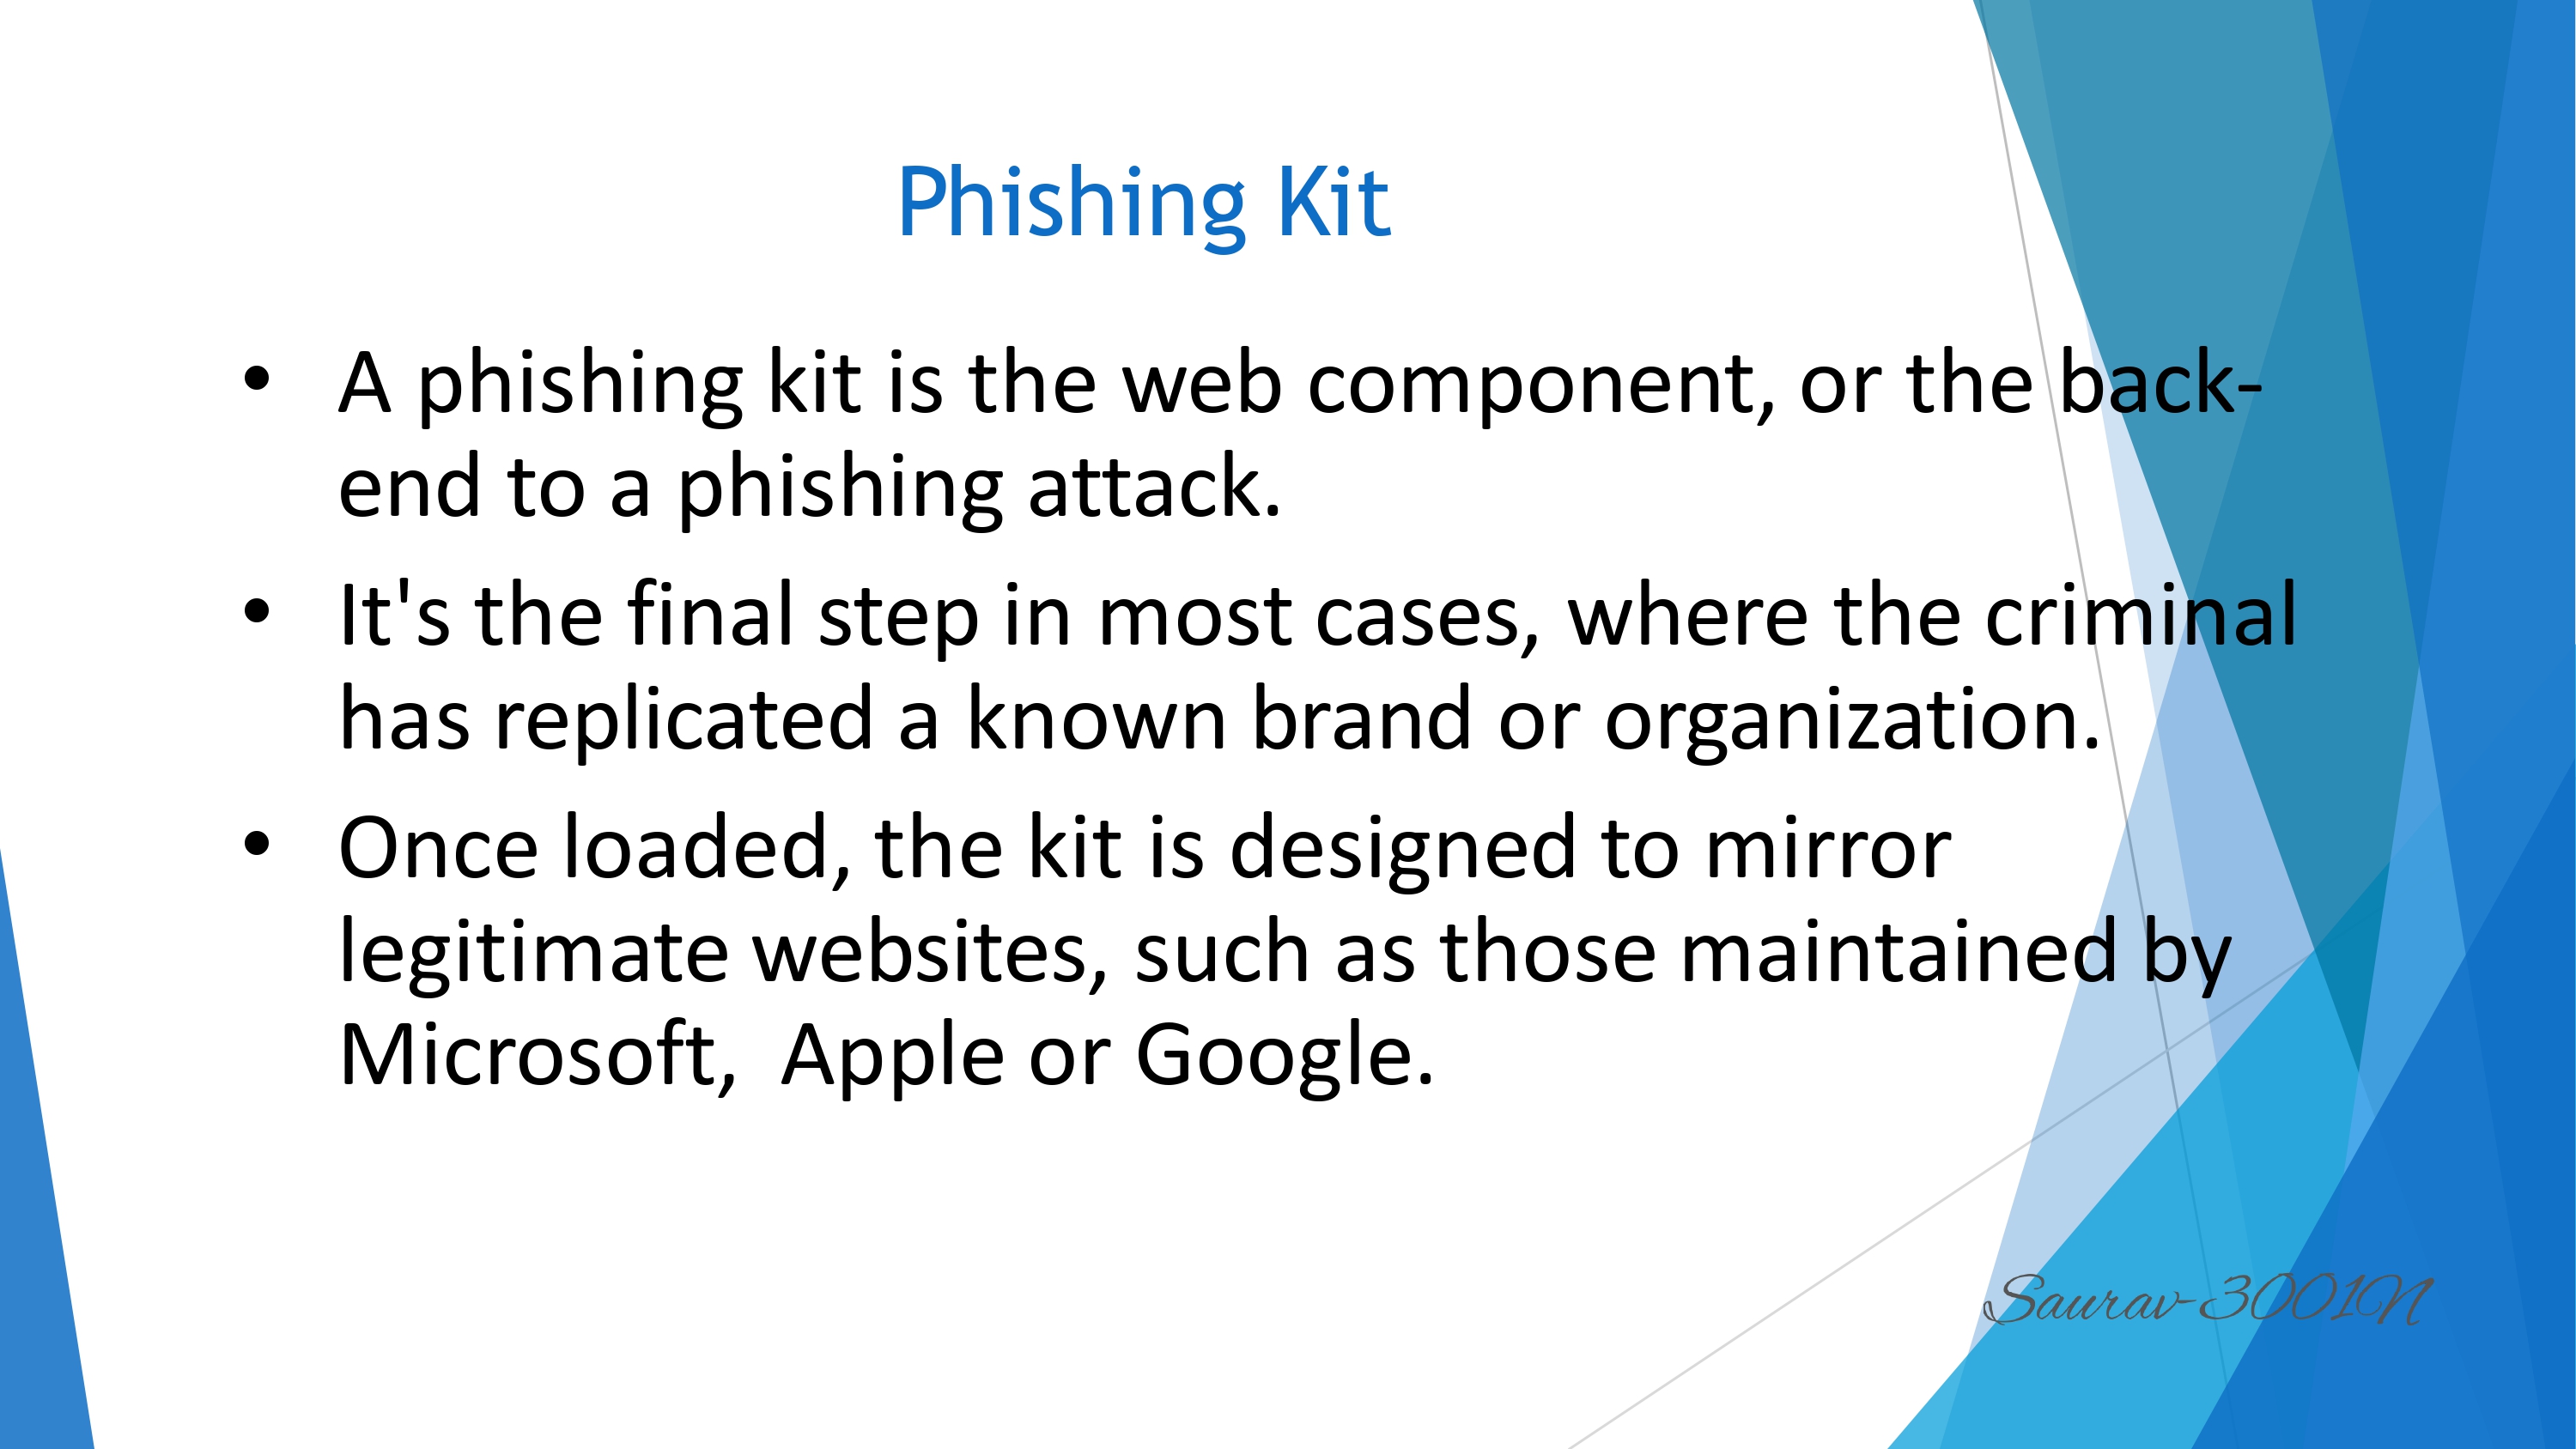 Phishing Kit
• A phishing kit is the web component, or the back-
end to a phishing attack.
• It's the final step in most cases, where the criminal
has replicated a known brand or organization.
• Once loaded, the kit is designed to mirror
legitimate websites, such as those maintained by
Microsoft,  Apple or Google.
Saurav-3001N